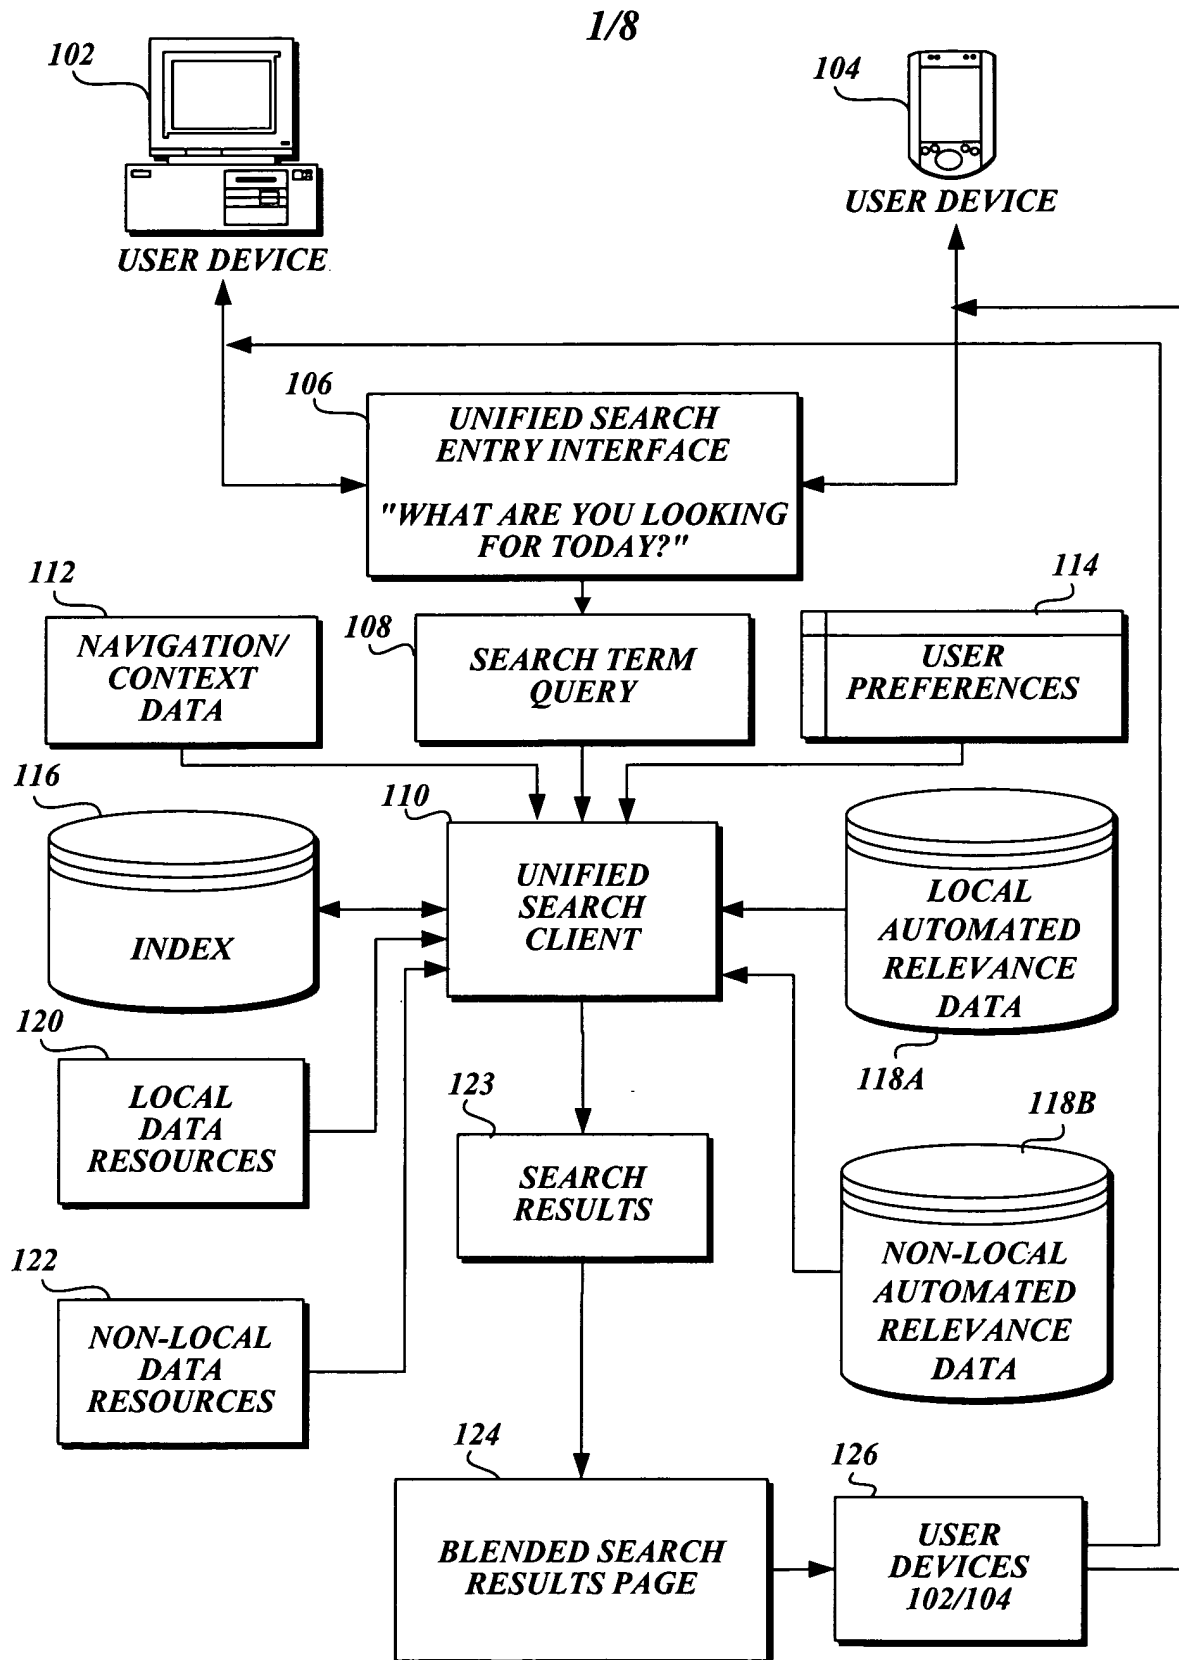 1/8
102
104
USER DEVICE
USER DEVICE
106
UNIFIED SEARCH
ENTRY INTERFACE
"WHAT ARE YOU LOOKING
FOR TODAY?"
112
114
NAVIGATION/
CONTEXT
DATA
108
SEARCH TERM
QUERY
USER
PREFERENCES
116
110
INDEX
UNIFIED
SEARCH
CLIENT
LOCAL
AUTOMATED
RELEVANCE
DATA
118A
120
LOCAL
DATA
RESOURCES
123
SEARCH
RESULTS
118B
NON-LOCAL
AUTOMATED
RELEVANCE
DATA
122
NON-LOCAL
DATA
RESOURCES
124
BLENDED SEARCH
RESULTS PAGE
126
USER
DEVICES
102/104